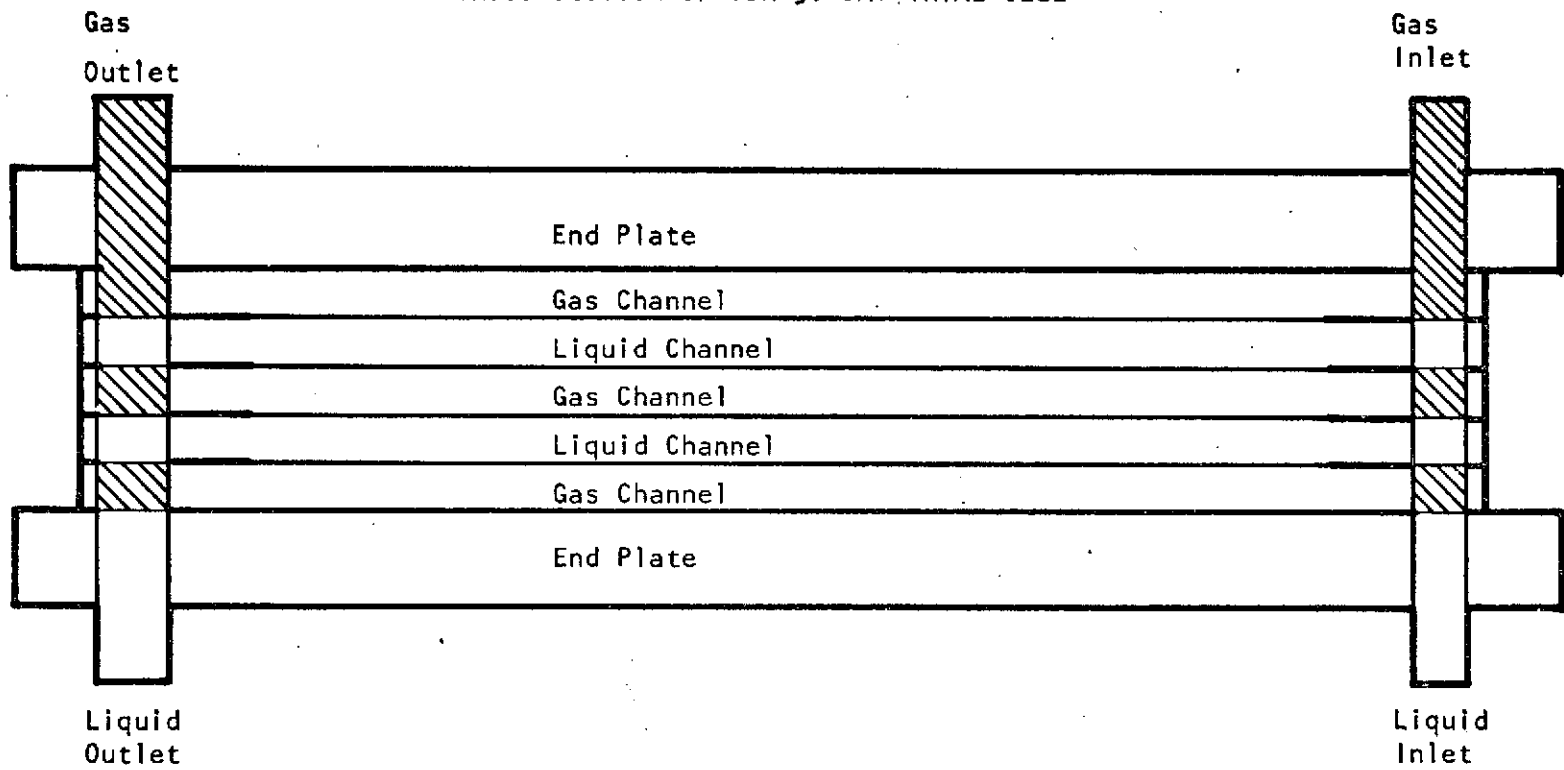 Gas
Outlet
Gas
Inlet
End Plate
Gas Channel
Liquid Channel
Gas Channel
Liquid Channel
Gas Channel
End Plate
Liquid
Outlet
Liquid
Inlet